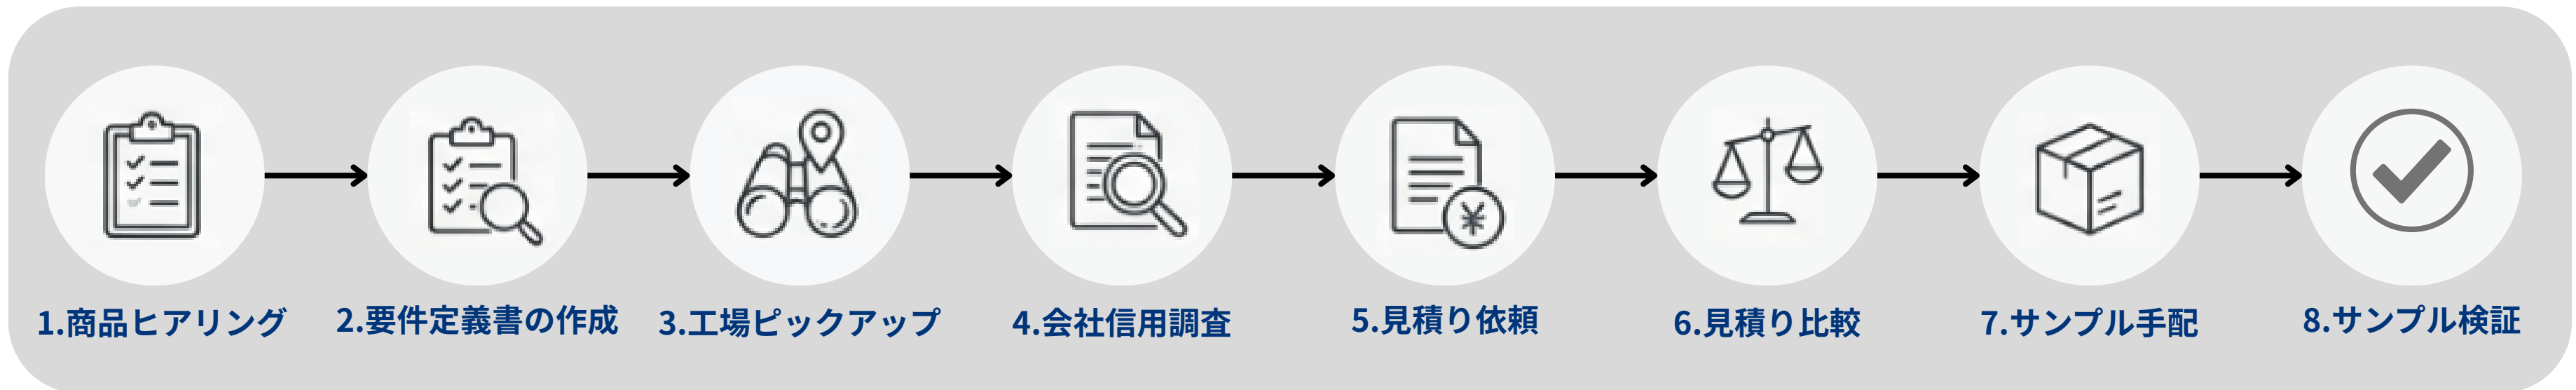 1.商品ヒアリング
2.要件定義書の作成
3.工場ピックアップ
4.会社信用調査
5.見積り依頼
6.見積り比較
7.サンプル手配
8.サンプル検証
¥